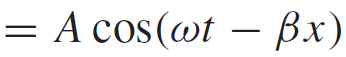 = A cos(ωt − βx)